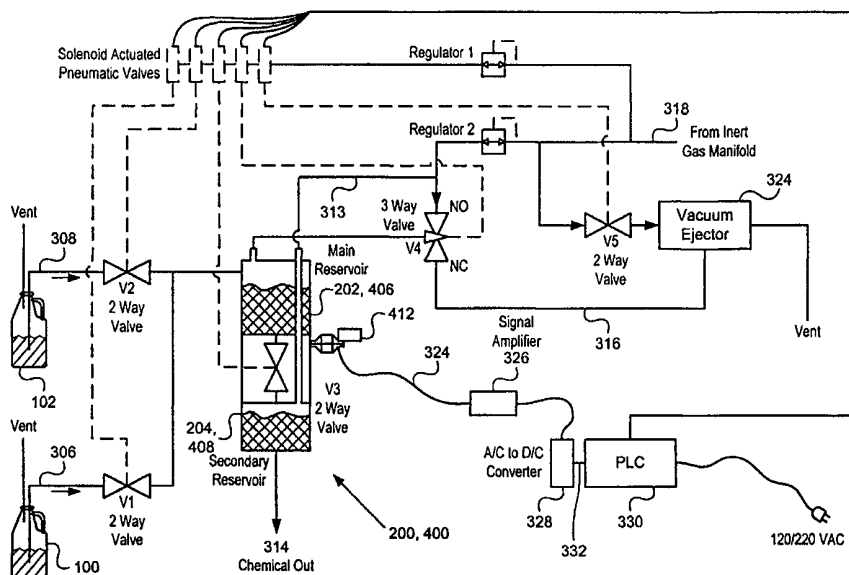 Solenoid Actuated
Pneumatic Valves
Regulator 1
Regulator 2
318
From Inert
Gas Manifold
313
324
NO
3 Way
Valve
V4
NC
Vacuum
Ejector
V5
2 Way
Valve
Vent
308
V2
2 Way
Valve
Main
Reservoir
202, 406
412
316
Vent
102
Signal
Amplifier
324
326
V3
2 Way
Valve
204,
408
Secondary
Reservoir
Vent
306
V1
2 Way
Valve
100
A/C to D/C
Converter
328
PLC
332
330
120/220 VAC
200, 400
314
Chemical Out